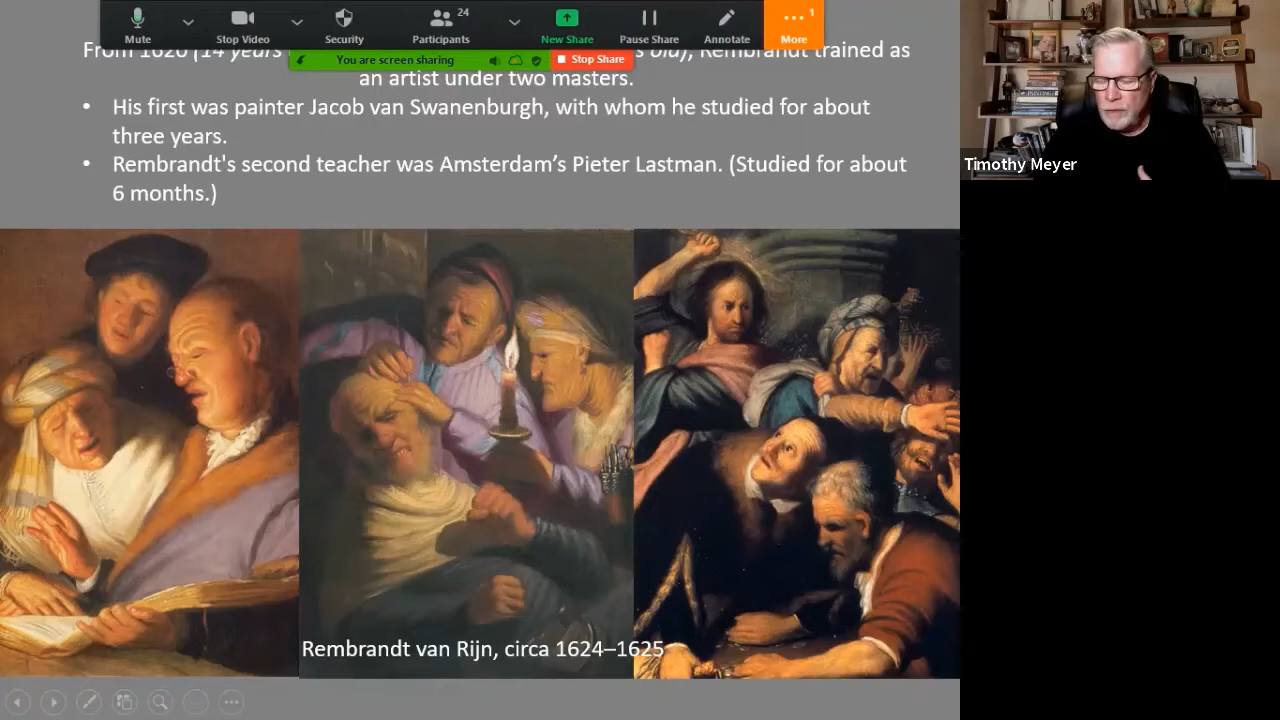 24
1
Mute
Stop Video
Security
Participants
New Share
Pause Share
Annotate
More
You are screen sharing
Stop Share
From 1620 (14 years old), Rembrandt trained as
an artist under two masters.
• His first was painter Jacob van Swanenburgh, with whom he studied for about
three years.
• Rembrandt's second teacher was Amsterdam’s Pieter Lastman. (Studied for about
6 months.)
Timothy Meyer
Rembrandt van Rijn, circa 1624–1625